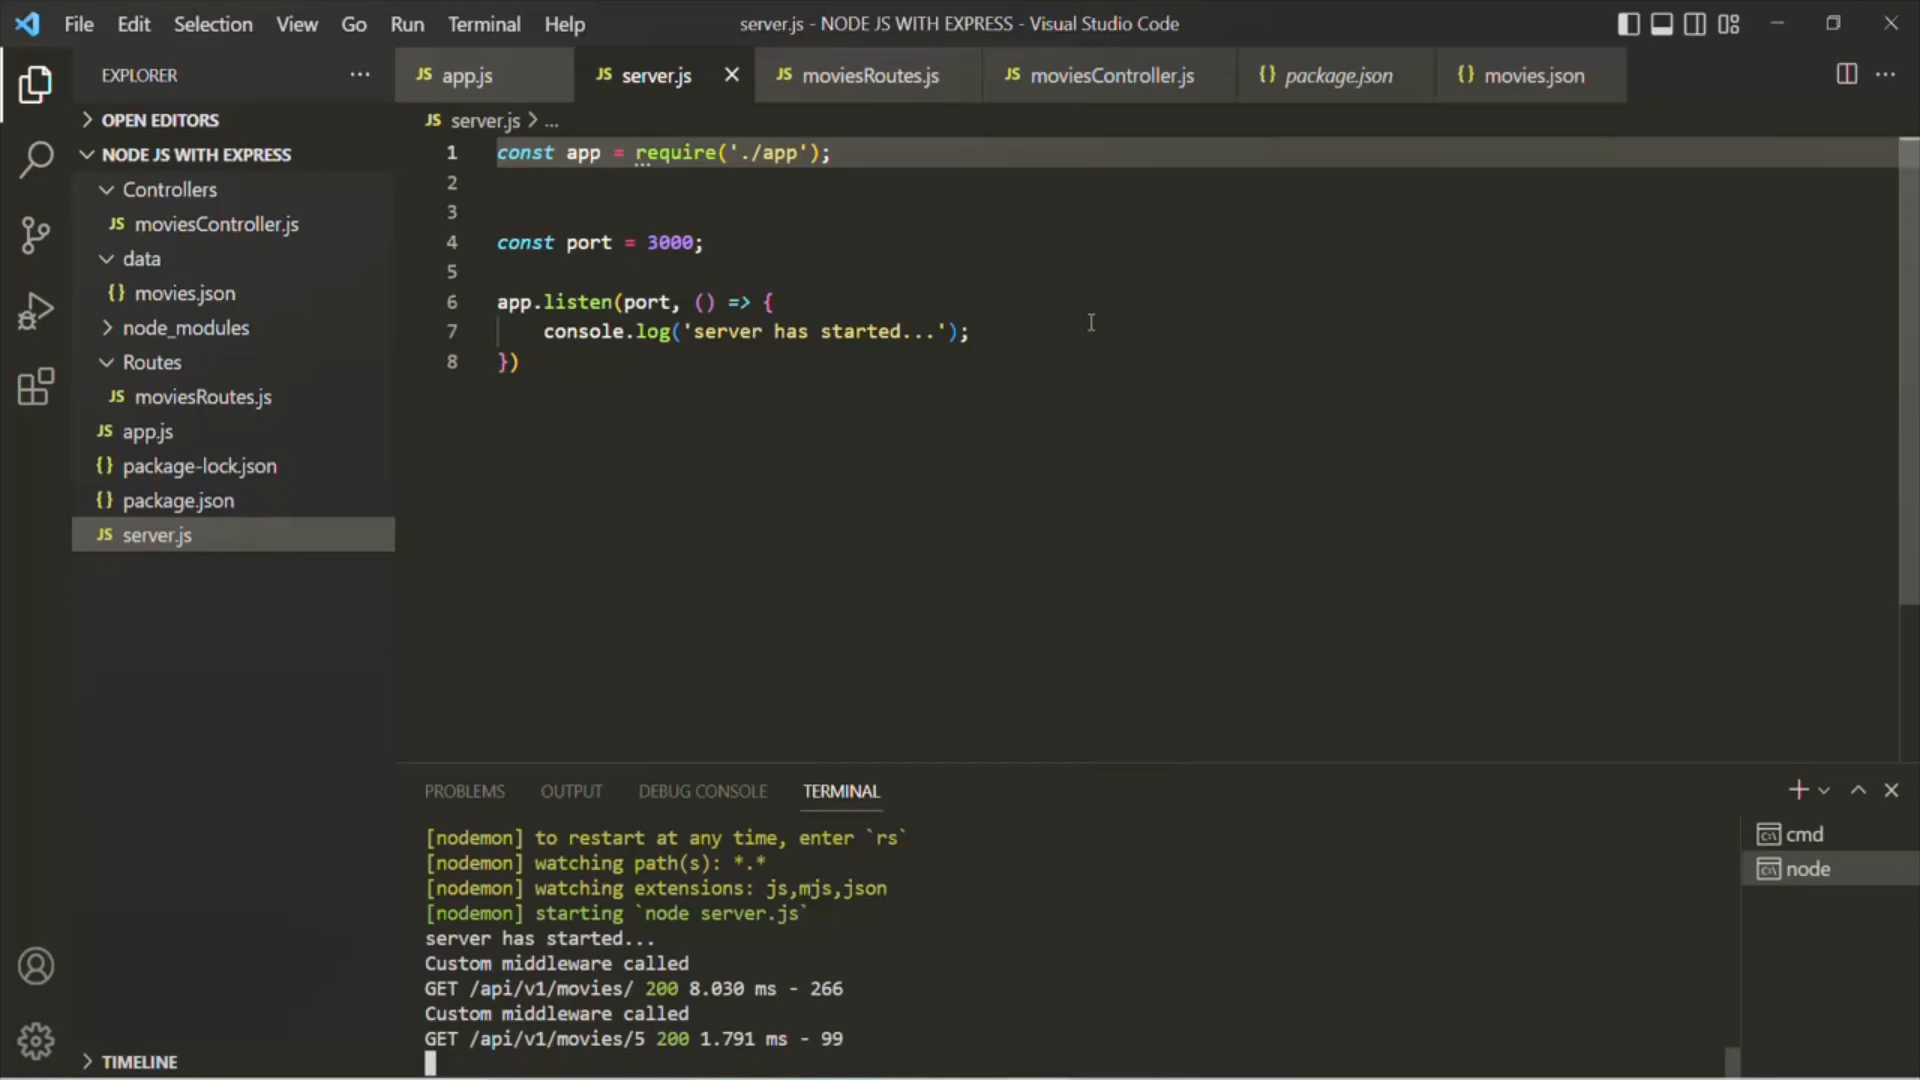 File Edit Selection View Go Run Terminal Help
server.js - NODE JS WITH EXPRESS - Visual Studio Code
EXPLORER
JS app.js
JS server.js
JS moviesRoutes.js
JS moviesController.js
{} package.json
{} movies.json
OPEN EDITORS
NODE JS WITH EXPRESS
Controllers
JS moviesController.js
data
{} movies.json
node_modules
Routes
JS moviesRoutes.js
JS app.js
{} package-lock.json
{} package.json
JS server.js
TIMELINE
JS server.js > ...
1 const app = require('./app');
2
3
4 const port = 3000;
5
6 app.listen(port, () => {
7 console.log('server has started...');
8 })
PROBLEMS OUTPUT DEBUG CONSOLE TERMINAL
[nodemon] to restart at any time, enter `rs`
[nodemon] watching path(s): *.*
[nodemon] watching extensions: js,mjs,json
[nodemon] starting `node server.js`
server has started...
Custom middleware called
GET /api/v1/movies/ 200 8.030 ms - 266
Custom middleware called
GET /api/v1/movies/5 200 1.791 ms - 99
cmd
node